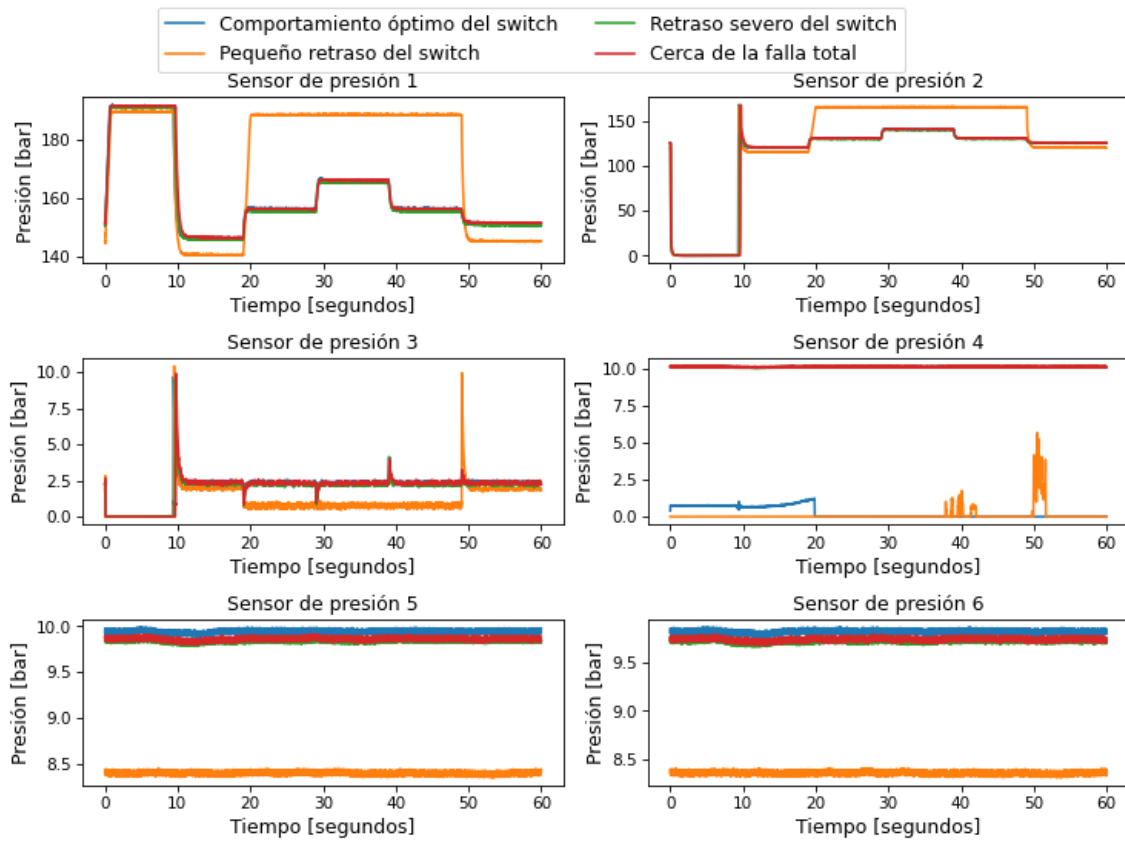 Comportamiento óptimo del switch
Retraso severo del switch
Pequeño retraso del switch
Cerca de la falla total
Sensor de presión 1
Sensor de presión 2
Presión [bar]
180
160
140
0 10 20 30 40 50 60
Tiempo [segundos]
Presión [bar]
150
100
50
0
0 10 20 30 40 50 60
Tiempo [segundos]
Sensor de presión 3
Sensor de presión 4
Presión [bar]
10.0
7.5
5.0
2.5
0.0
0 10 20 30 40 50 60
Tiempo [segundos]
Presión [bar]
10.0
7.5
5.0
2.5
0.0
0 10 20 30 40 50 60
Tiempo [segundos]
Sensor de presión 5
Sensor de presión 6
Presión [bar]
10.0
9.5
9.0
8.5
0 10 20 30 40 50 60
Tiempo [segundos]
Presión [bar]
9.5
9.0
8.5
0 10 20 30 40 50 60
Tiempo [segundos]